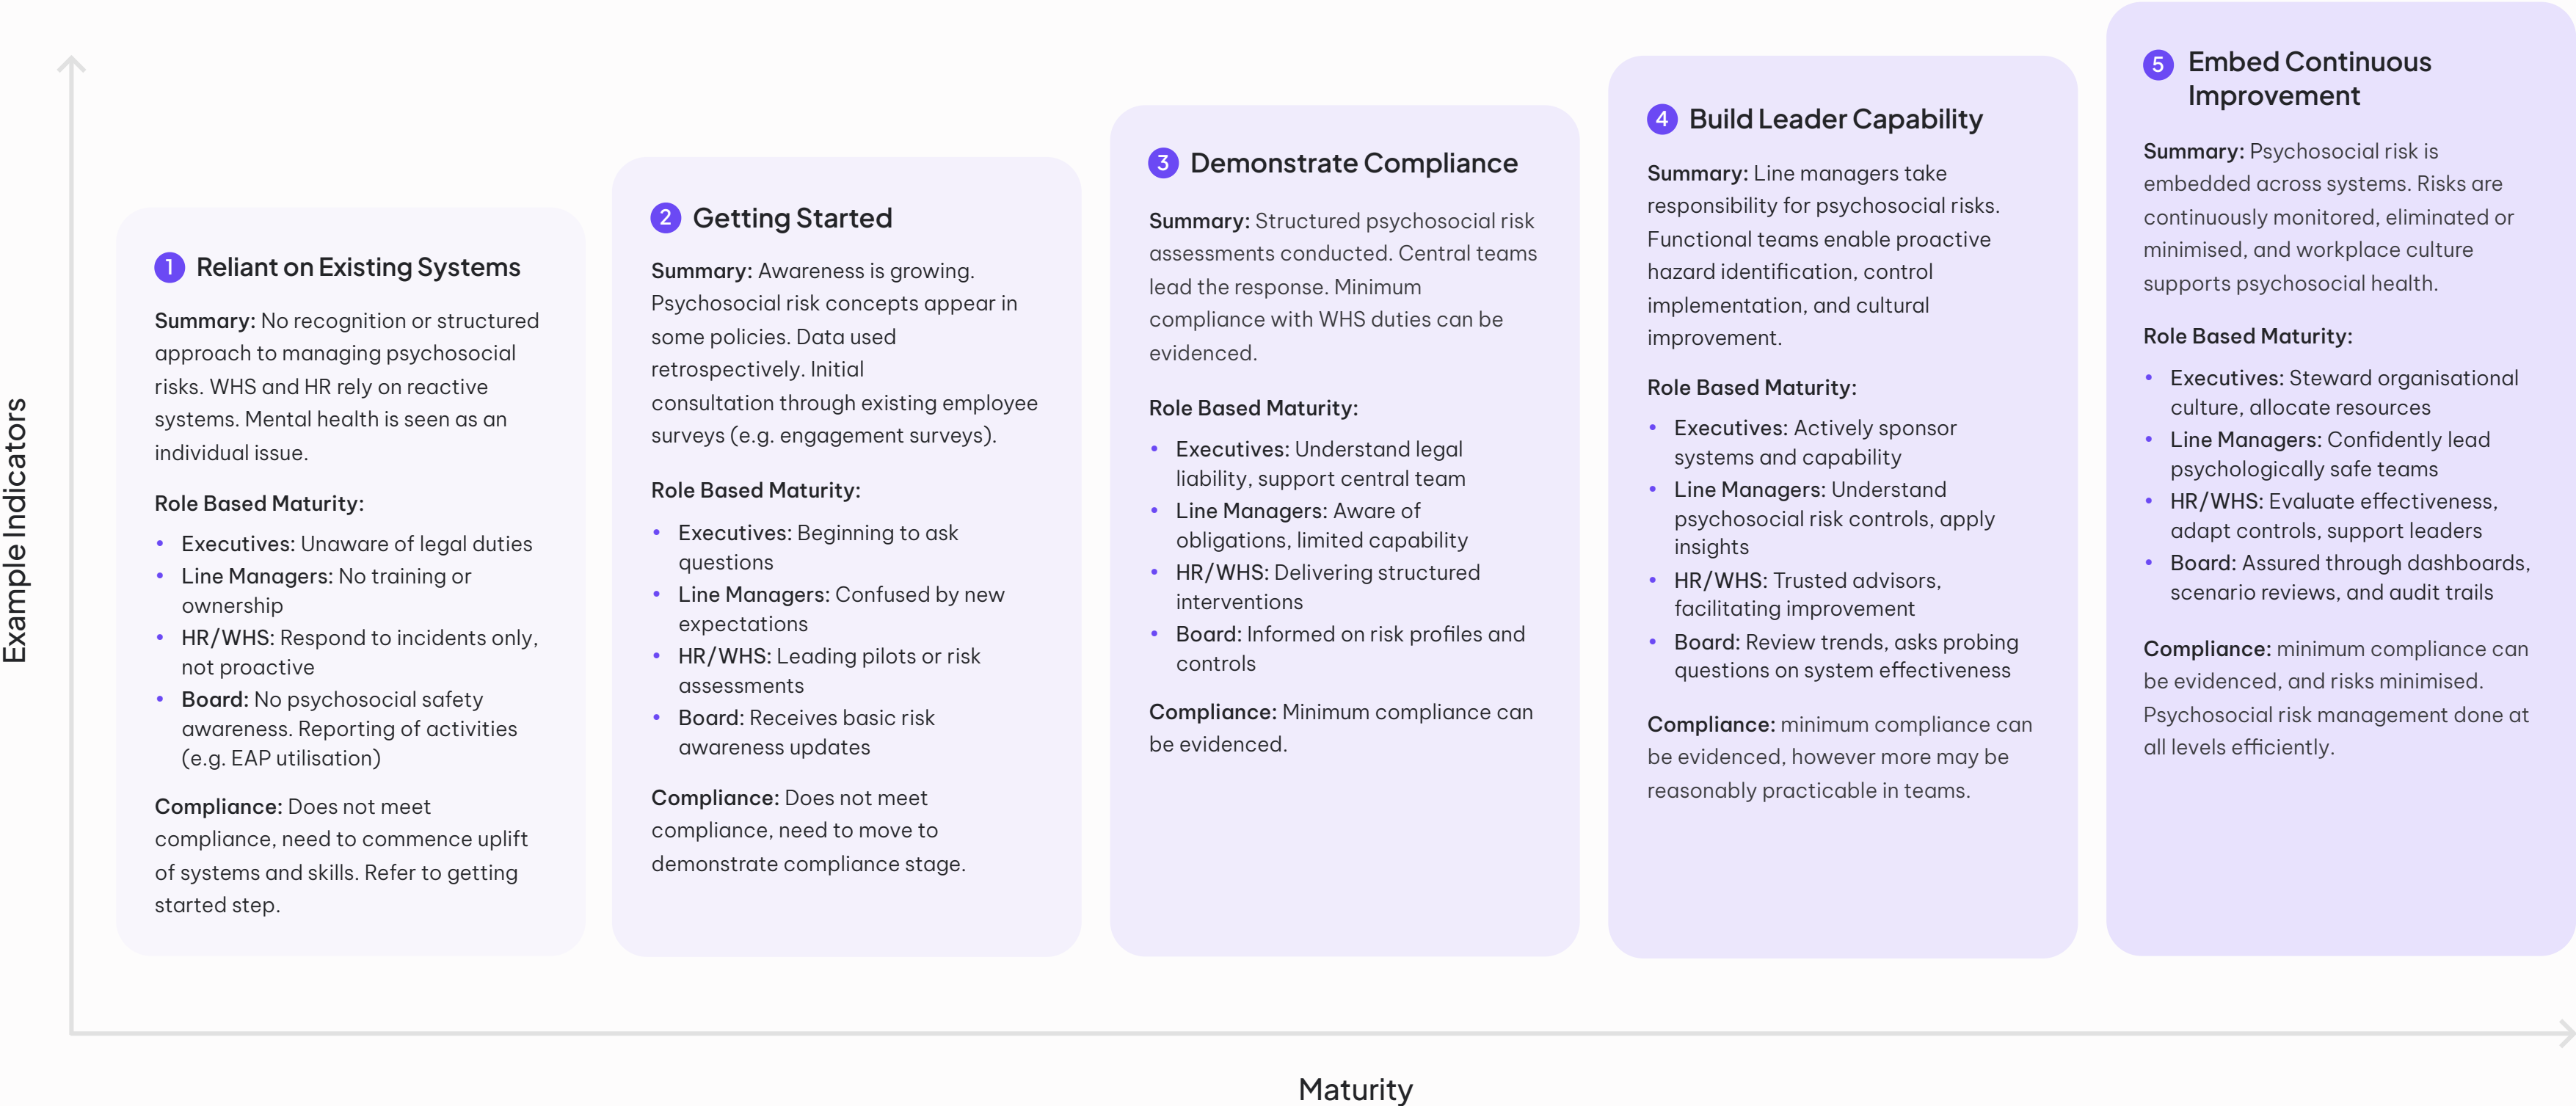 Example Indicators
1 Reliant on Existing Systems
Summary: No recognition or structured
approach to managing psychosocial
risks. WHS and HR rely on reactive
systems. Mental health is seen as an
individual issue.
Role Based Maturity:
• Executives: Unaware of legal duties
• Line Managers: No training or
ownership
• HR/WHS: Respond to incidents only,
not proactive
• Board: No psychosocial safety
awareness. Reporting of activities
(e.g. EAP utilisation)
Compliance: Does not meet
compliance, need to commence uplift
of systems and skills. Refer to getting
started step.
2 Getting Started
Summary: Awareness is growing.
Psychosocial risk concepts appear in
some policies. Data used
retrospectively. Initial
consultation through existing employee
surveys (e.g. engagement surveys).
Role Based Maturity:
• Executives: Beginning to ask
questions
• Line Managers: Confused by new
expectations
• HR/WHS: Leading pilots or risk
assessments
• Board: Receives basic risk
awareness updates
Compliance: Does not meet
compliance, need to move to
demonstrate compliance stage.
3 Demonstrate Compliance
Summary: Structured psychosocial risk
assessments conducted. Central teams
lead the response. Minimum
compliance with WHS duties can be
evidenced.
Role Based Maturity:
• Executives: Understand legal
liability, support central team
• Line Managers: Aware of
obligations, limited capability
• HR/WHS: Delivering structured
interventions
• Board: Informed on risk profiles and
controls
Compliance: Minimum compliance can
be evidenced.
4 Build Leader Capability
Summary: Line managers take
responsibility for psychosocial risks.
Functional teams enable proactive
hazard identification, control
implementation, and cultural
improvement.
Role Based Maturity:
• Executives: Actively sponsor
systems and capability
• Line Managers: Understand
psychosocial risk controls, apply
insights
• HR/WHS: Trusted advisors,
facilitating improvement
• Board: Review trends, asks probing
questions on system effectiveness
Compliance: minimum compliance can
be evidenced, however more may be
reasonably practicable in teams.
5 Embed Continuous
Improvement
Summary: Psychosocial risk is
embedded across systems. Risks are
continuously monitored, eliminated or
minimised, and workplace culture
supports psychosocial health.
Role Based Maturity:
• Executives: Steward organisational
culture, allocate resources
• Line Managers: Confidently lead
psychologically safe teams
• HR/WHS: Evaluate effectiveness,
adapt controls, support leaders
• Board: Assured through dashboards,
scenario reviews, and audit trails
Compliance: minimum compliance can
be evidenced, and risks minimised.
Psychosocial risk management done at
all levels efficiently.
Maturity